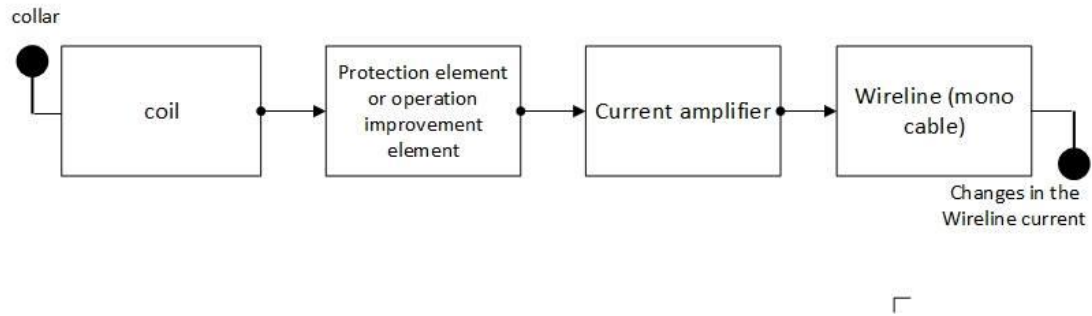 collar
coil
Protection element
or operation
improvement
element
Current amplifier
Wireline (mono
cable)
Changes in the
Wireline current